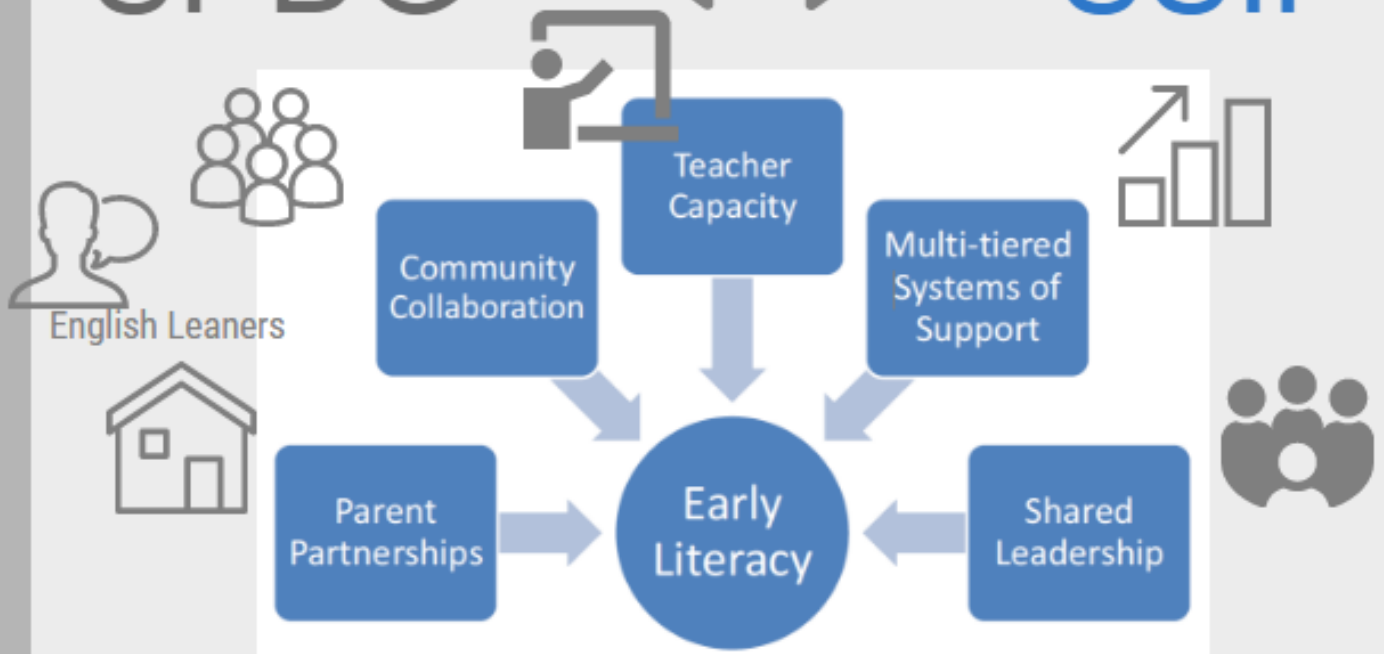 Teacher
Capacity
Community
Collaboration
Multi-tiered
Systems of
Support
English Leaners
Parent
Partnerships
Early
Literacy
Shared
Leadership